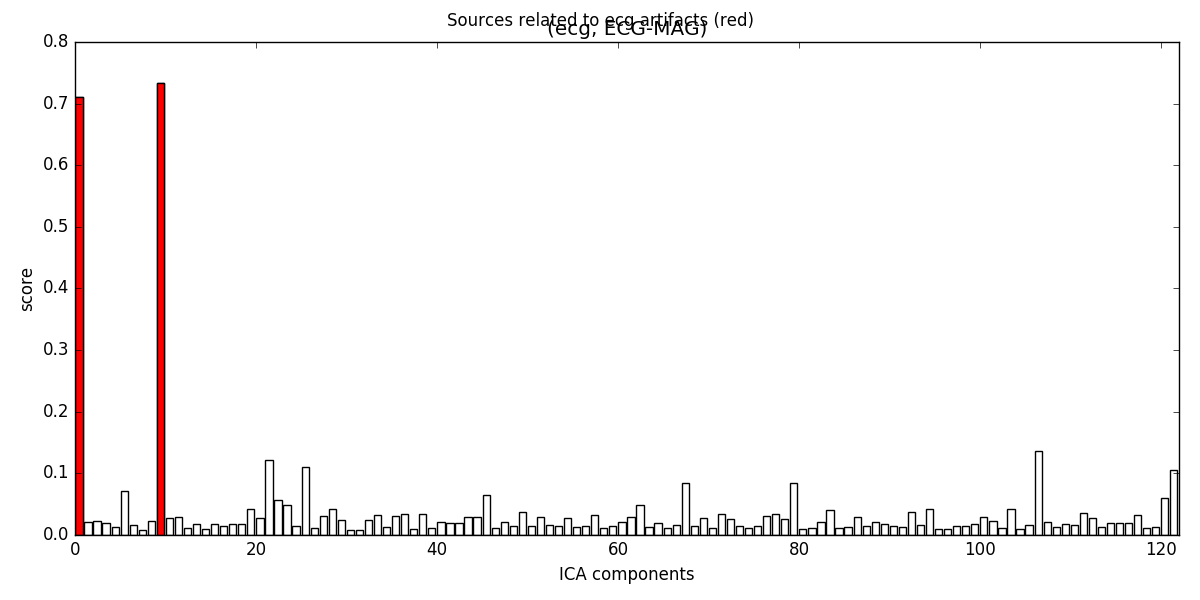 Sources related to ecg artifacts (red)
(ecg, ECG-MAG)
0.8
0.7
0.6
0.5
0.4
0.3
0.2
0.1
0.0
score
0 20 40 60 80 100 120
ICA components